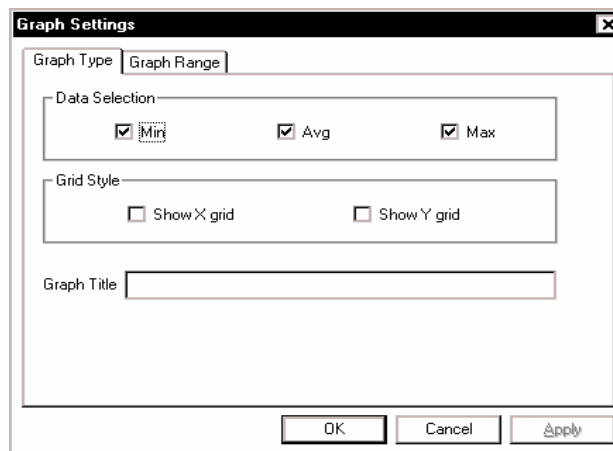 Graph Settings
Graph Type Graph Range
Data Selection
Min Avg Max
Grid Style
Show X grid Show Y grid
Graph Title
OK Cancel Apply